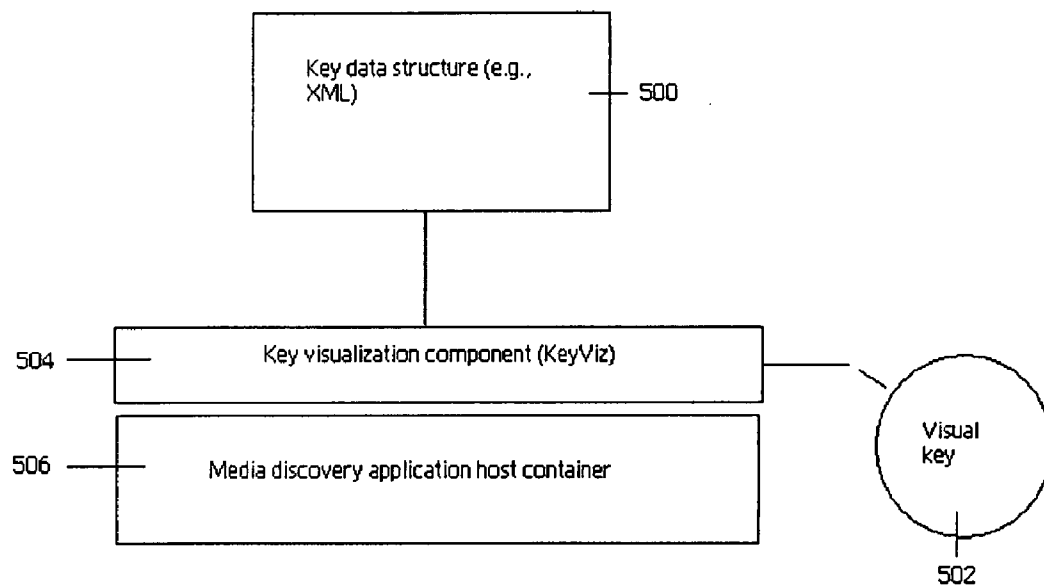 Key data structure (e.g.,
XML)
500
504
Key visualization component (KeyViz)
506
Media discovery application host container
Visual
key
502